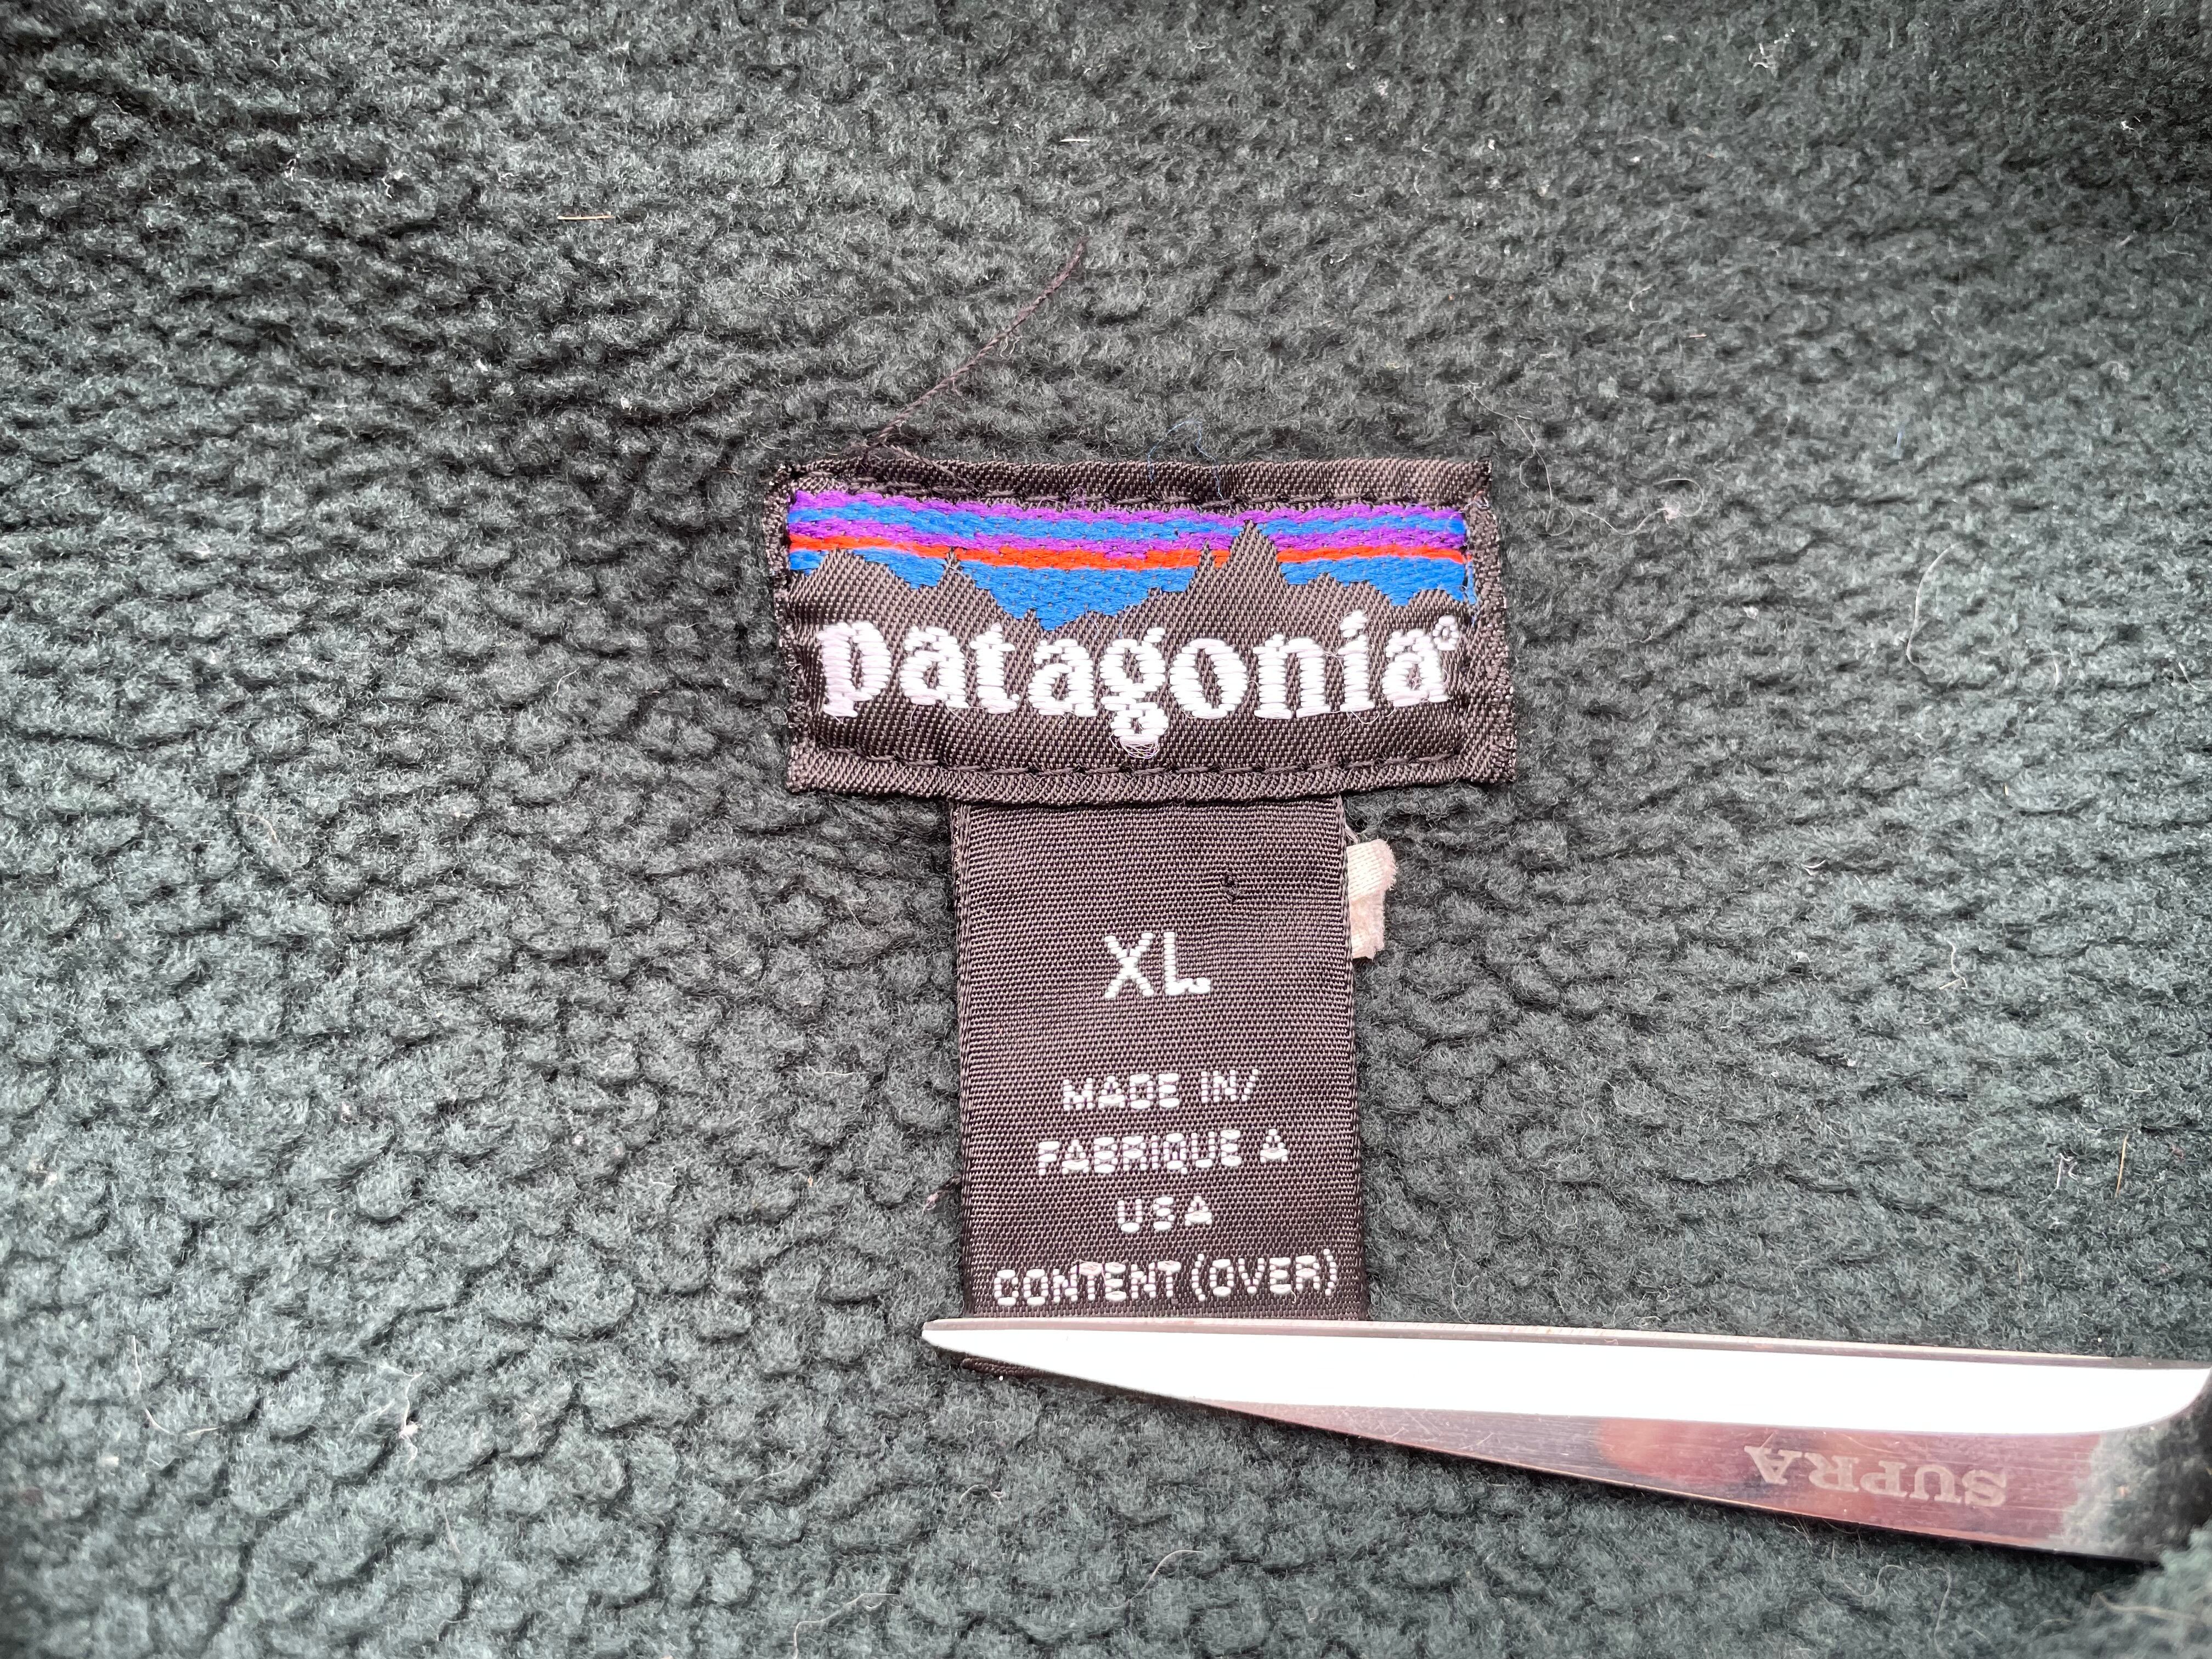 patagonia®
XL
MADE IN/
FABRIQUE A
USA
CONTENT (OVER)
SUPRA